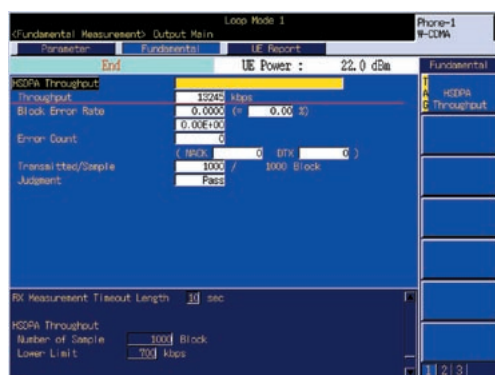 Loop Mode 1
Phone-1
<Fundamental Measurement> Output Main
W-CDMA
Parameter Fundamental UE Report
End UE Power : 22.0 dBm
Fundamental
HSDPA Throughput
TAG HSDPA Throughput
Throughput 13245 kbps
Block Error Rate 0.0000 (= 0.00 %)
0.00E+00
Error Count 0
( NACK 0 DTX 0 )
Transmitted/Sample 1000 / 1000 Block
Judgment Pass
RX Measurement Timeout Length 10 sec
HSDPA Throughput
Number of Sample 1000 Block
Lower Limit 700 kbps
1 2 3